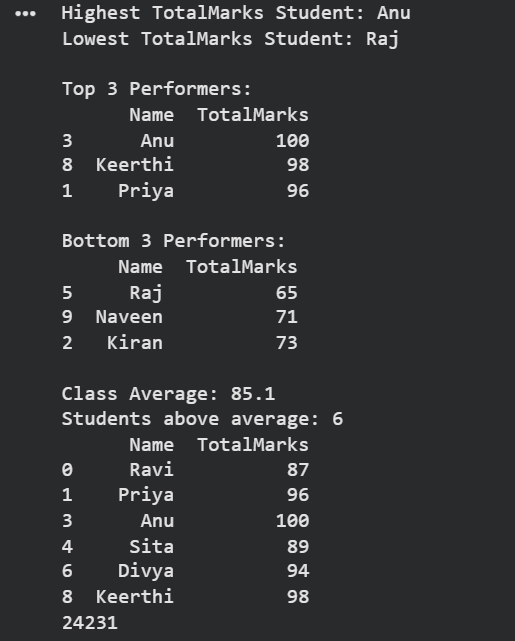 Highest TotalMarks Student: Anu
Lowest TotalMarks Student: Raj
Top 3 Performers:
Name TotalMarks
3 Anu 100
8 Keerthi 98
1 Priya 96
Bottom 3 Performers:
Name TotalMarks
5 Raj 65
9 Naveen 71
2 Kiran 73
Class Average: 85.1
Students above average: 6
Name TotalMarks
0 Ravi 87
1 Priya 96
3 Anu 100
4 Sita 89
6 Divya 94
8 Keerthi 98
24231